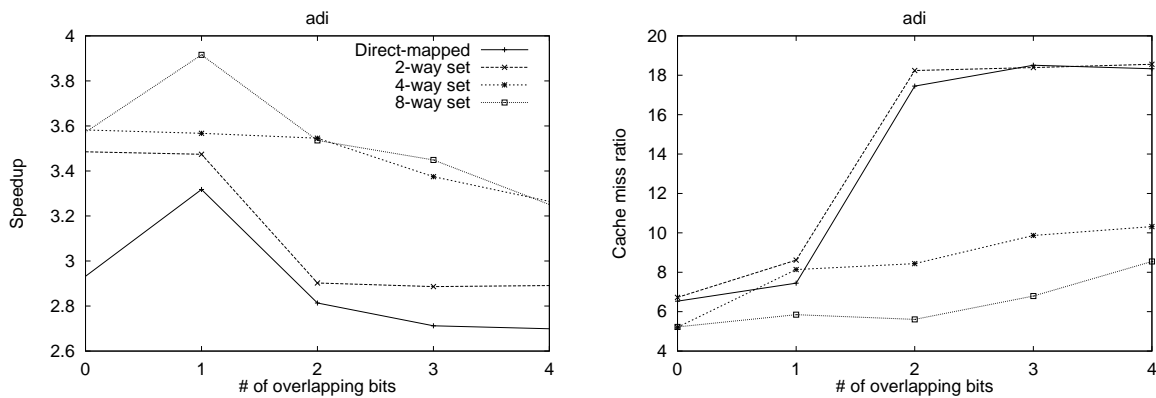 adi
4
3.8
3.6
3.4
3.2
3
2.8
2.6
Speedup
Direct-mapped
2-way set
4-way set
8-way set
0 1 2 3 4
# of overlapping bits
adi
20
18
16
14
12
10
8
6
4
Cache miss ratio
0 1 2 3 4
# of overlapping bits